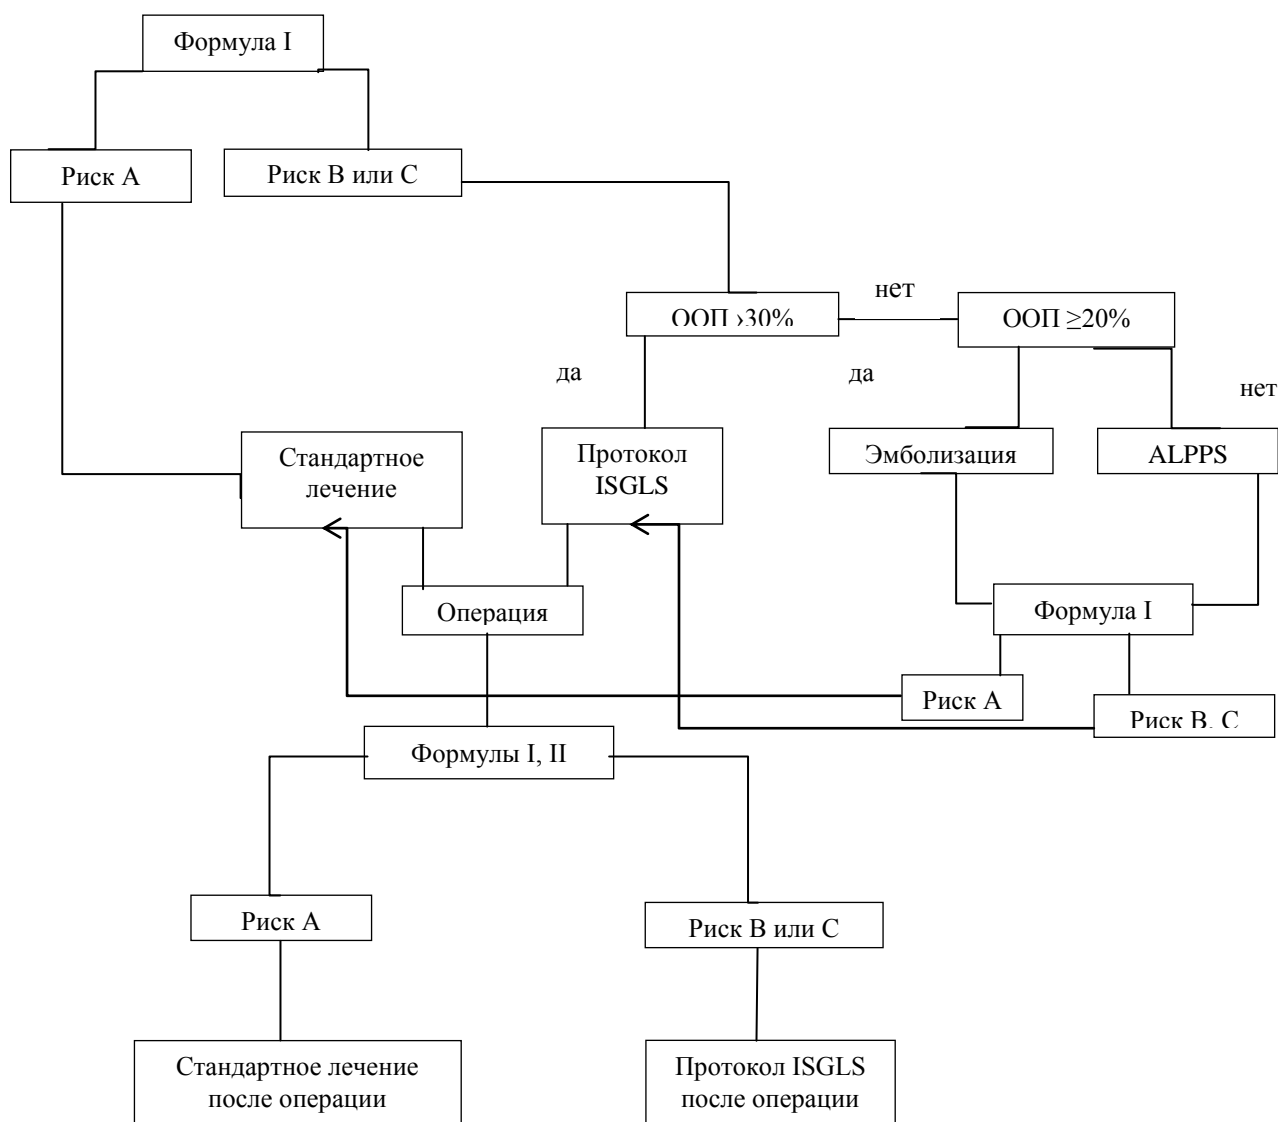 Формула I
Риск А
Риск В или С
нет
ООП ›30%
ООП ≥20%
да
да
нет
Стандартное
лечение
Протокол
ISGLS
Эмболизация
ALPPS
Операция
Формула I
Риск А
Риск В, С
Формулы I, II
Риск А
Риск В или С
Стандартное лечение
после операции
Протокол ISGLS
после операции